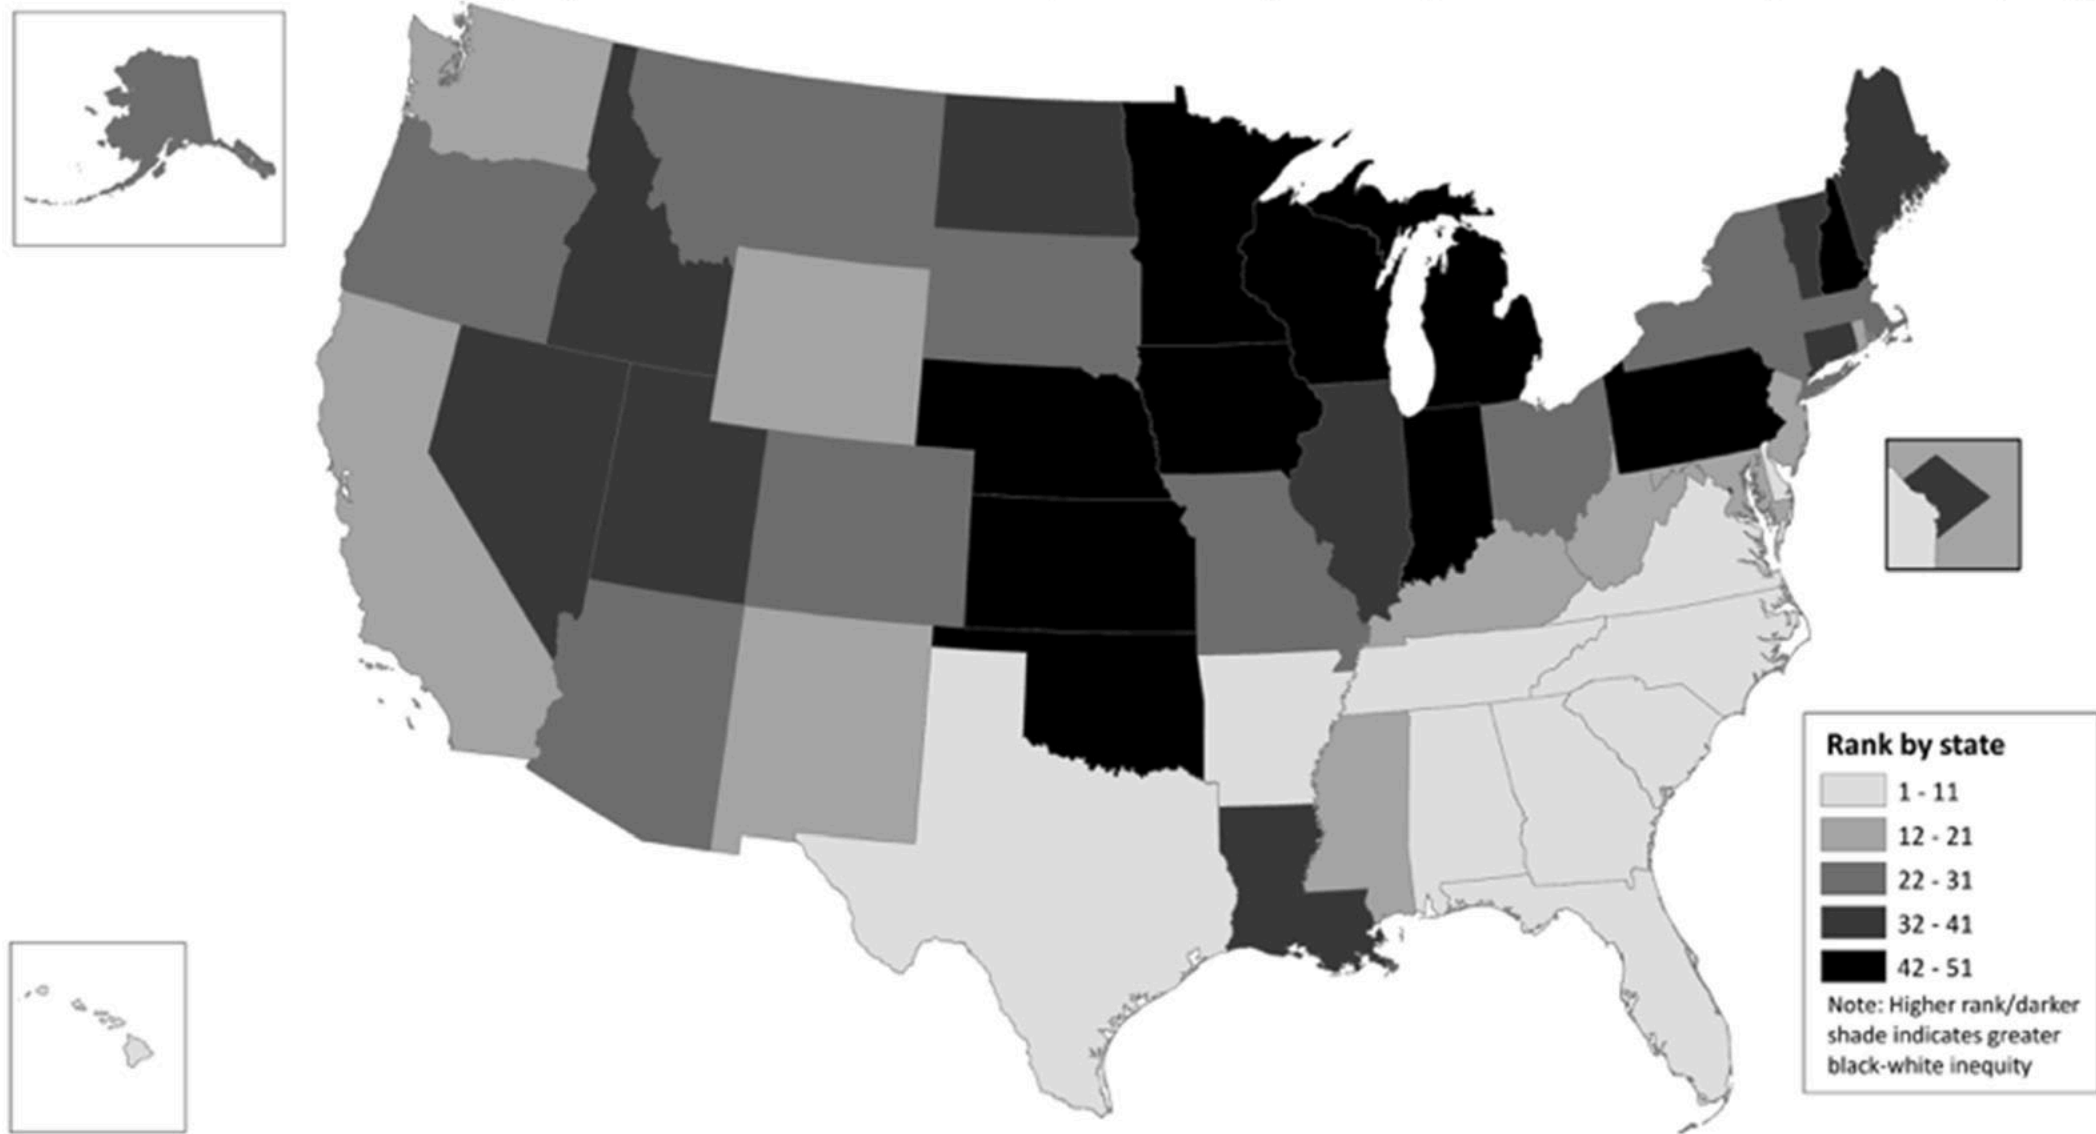 Rank by state
1 - 11
12 - 21
22 - 31
32 - 41
42 - 51
Note: Higher rank/darker
shade indicates greater
black-white inequity